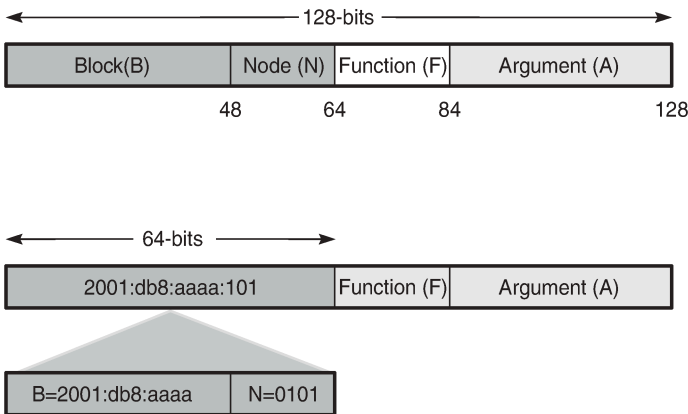 128-bits
Block(B) Node (N) Function (F) Argument (A)
48 64 84 128
64-bits
2001:db8:aaaa:101 Function (F) Argument (A)
B=2001:db8:aaaa N=0101